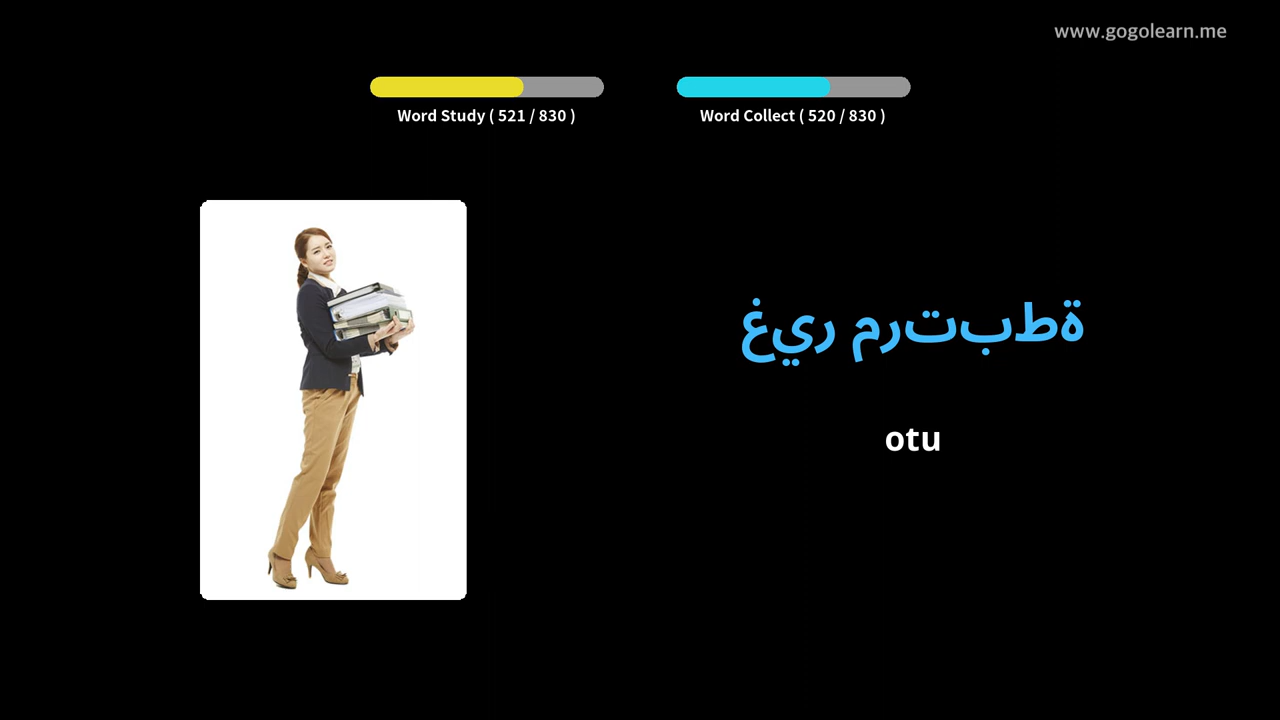 www.gogolearn.me
Word Study ( 521 / 830 )
Word Collect ( 520 / 830 )
غير مرتبطة
otu